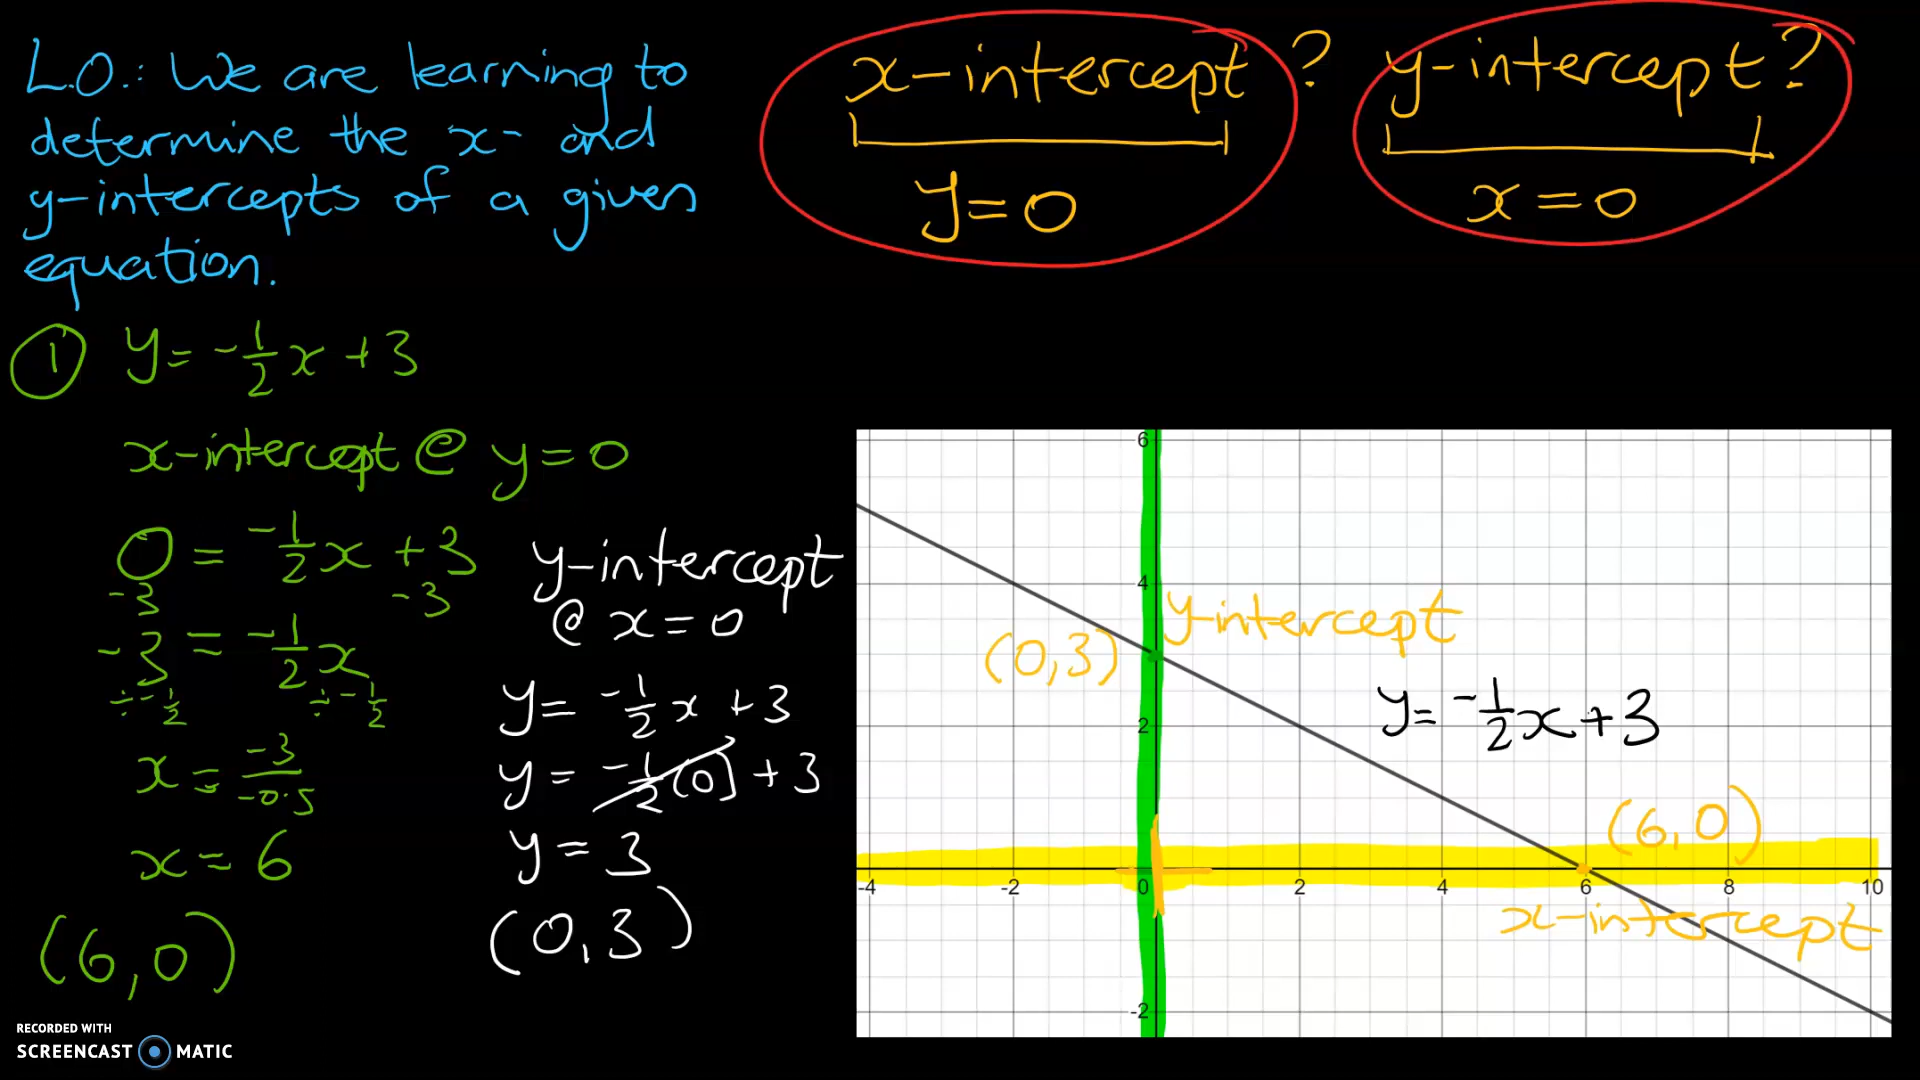 L.O.: We are learning to
determine the x- and
y-intercepts of a given
equation.
x-intercept?
y=0
y-intercept?
x=0
① y=-1/2x+3
x-intercept @ y=0
0 = -1/2x +3
-3 -3
-3 = -1/2x
÷-1/2 ÷-1/2
x = -3/-0.5
x = 6
(6,0)
y-intercept
@ x=0
y= -1/2x +3
y = -1/2(0) +3
y = 3
(0,3)
6
4
2
-2
-4 -2 0 2 4 6 8 10
y-intercept
(0,3)
y=-1/2x+3
(6,0)
x-intercept
RECORDED WITH
SCREENCAST MATIC